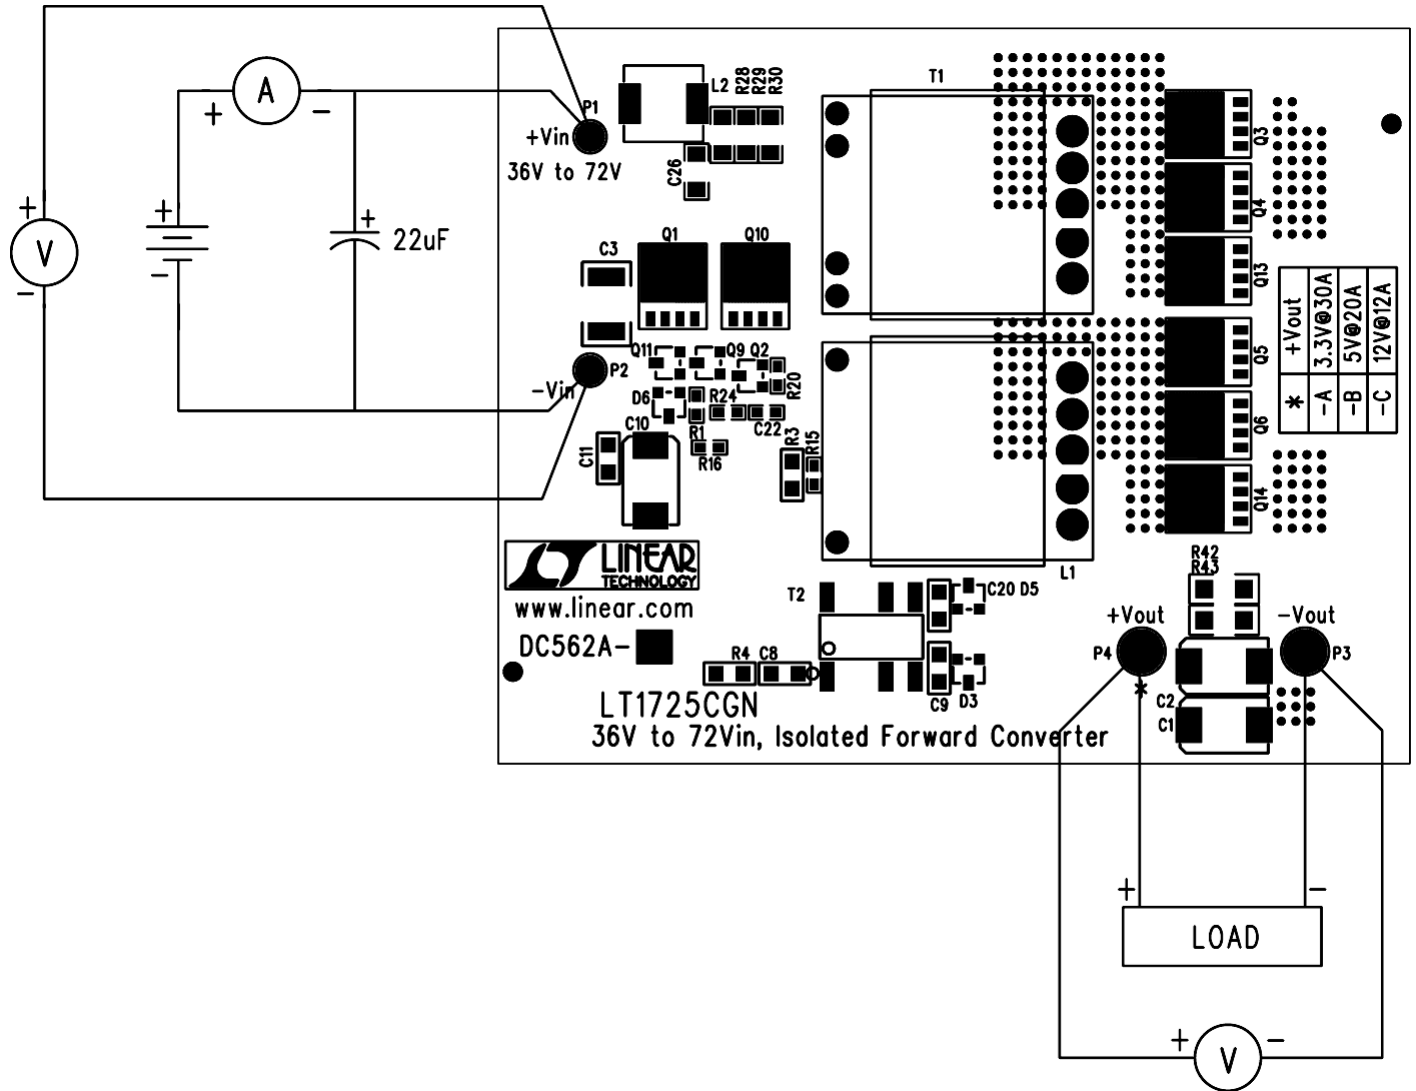 A
+
−
P1
+Vin
36V to 72V
L2
R28
R29
R30
C26
T1
Q3
Q4
Q13
+
V
−
+
−
+
22uF
C3
Q1
Q10
Q11
Q9
Q2
R20
P2
−Vin
D6
R24
C22
R1
R16
C10
C11
R3
R15
Q5
Q6
Q14
* +Vout
-A 3.3V@30A
-B 5V@20A
-C 12V@12A
L1
LINEAR
TECHNOLOGY
www.linear.com
DC562A-
T2
C20 D5
R42
R43
+Vout
−Vout
P4
P3
*
R4 C8
C9
D3
C2
C1
LT1725CGN
36V to 72Vin, Isolated Forward Converter
+
−
LOAD
+
V
−